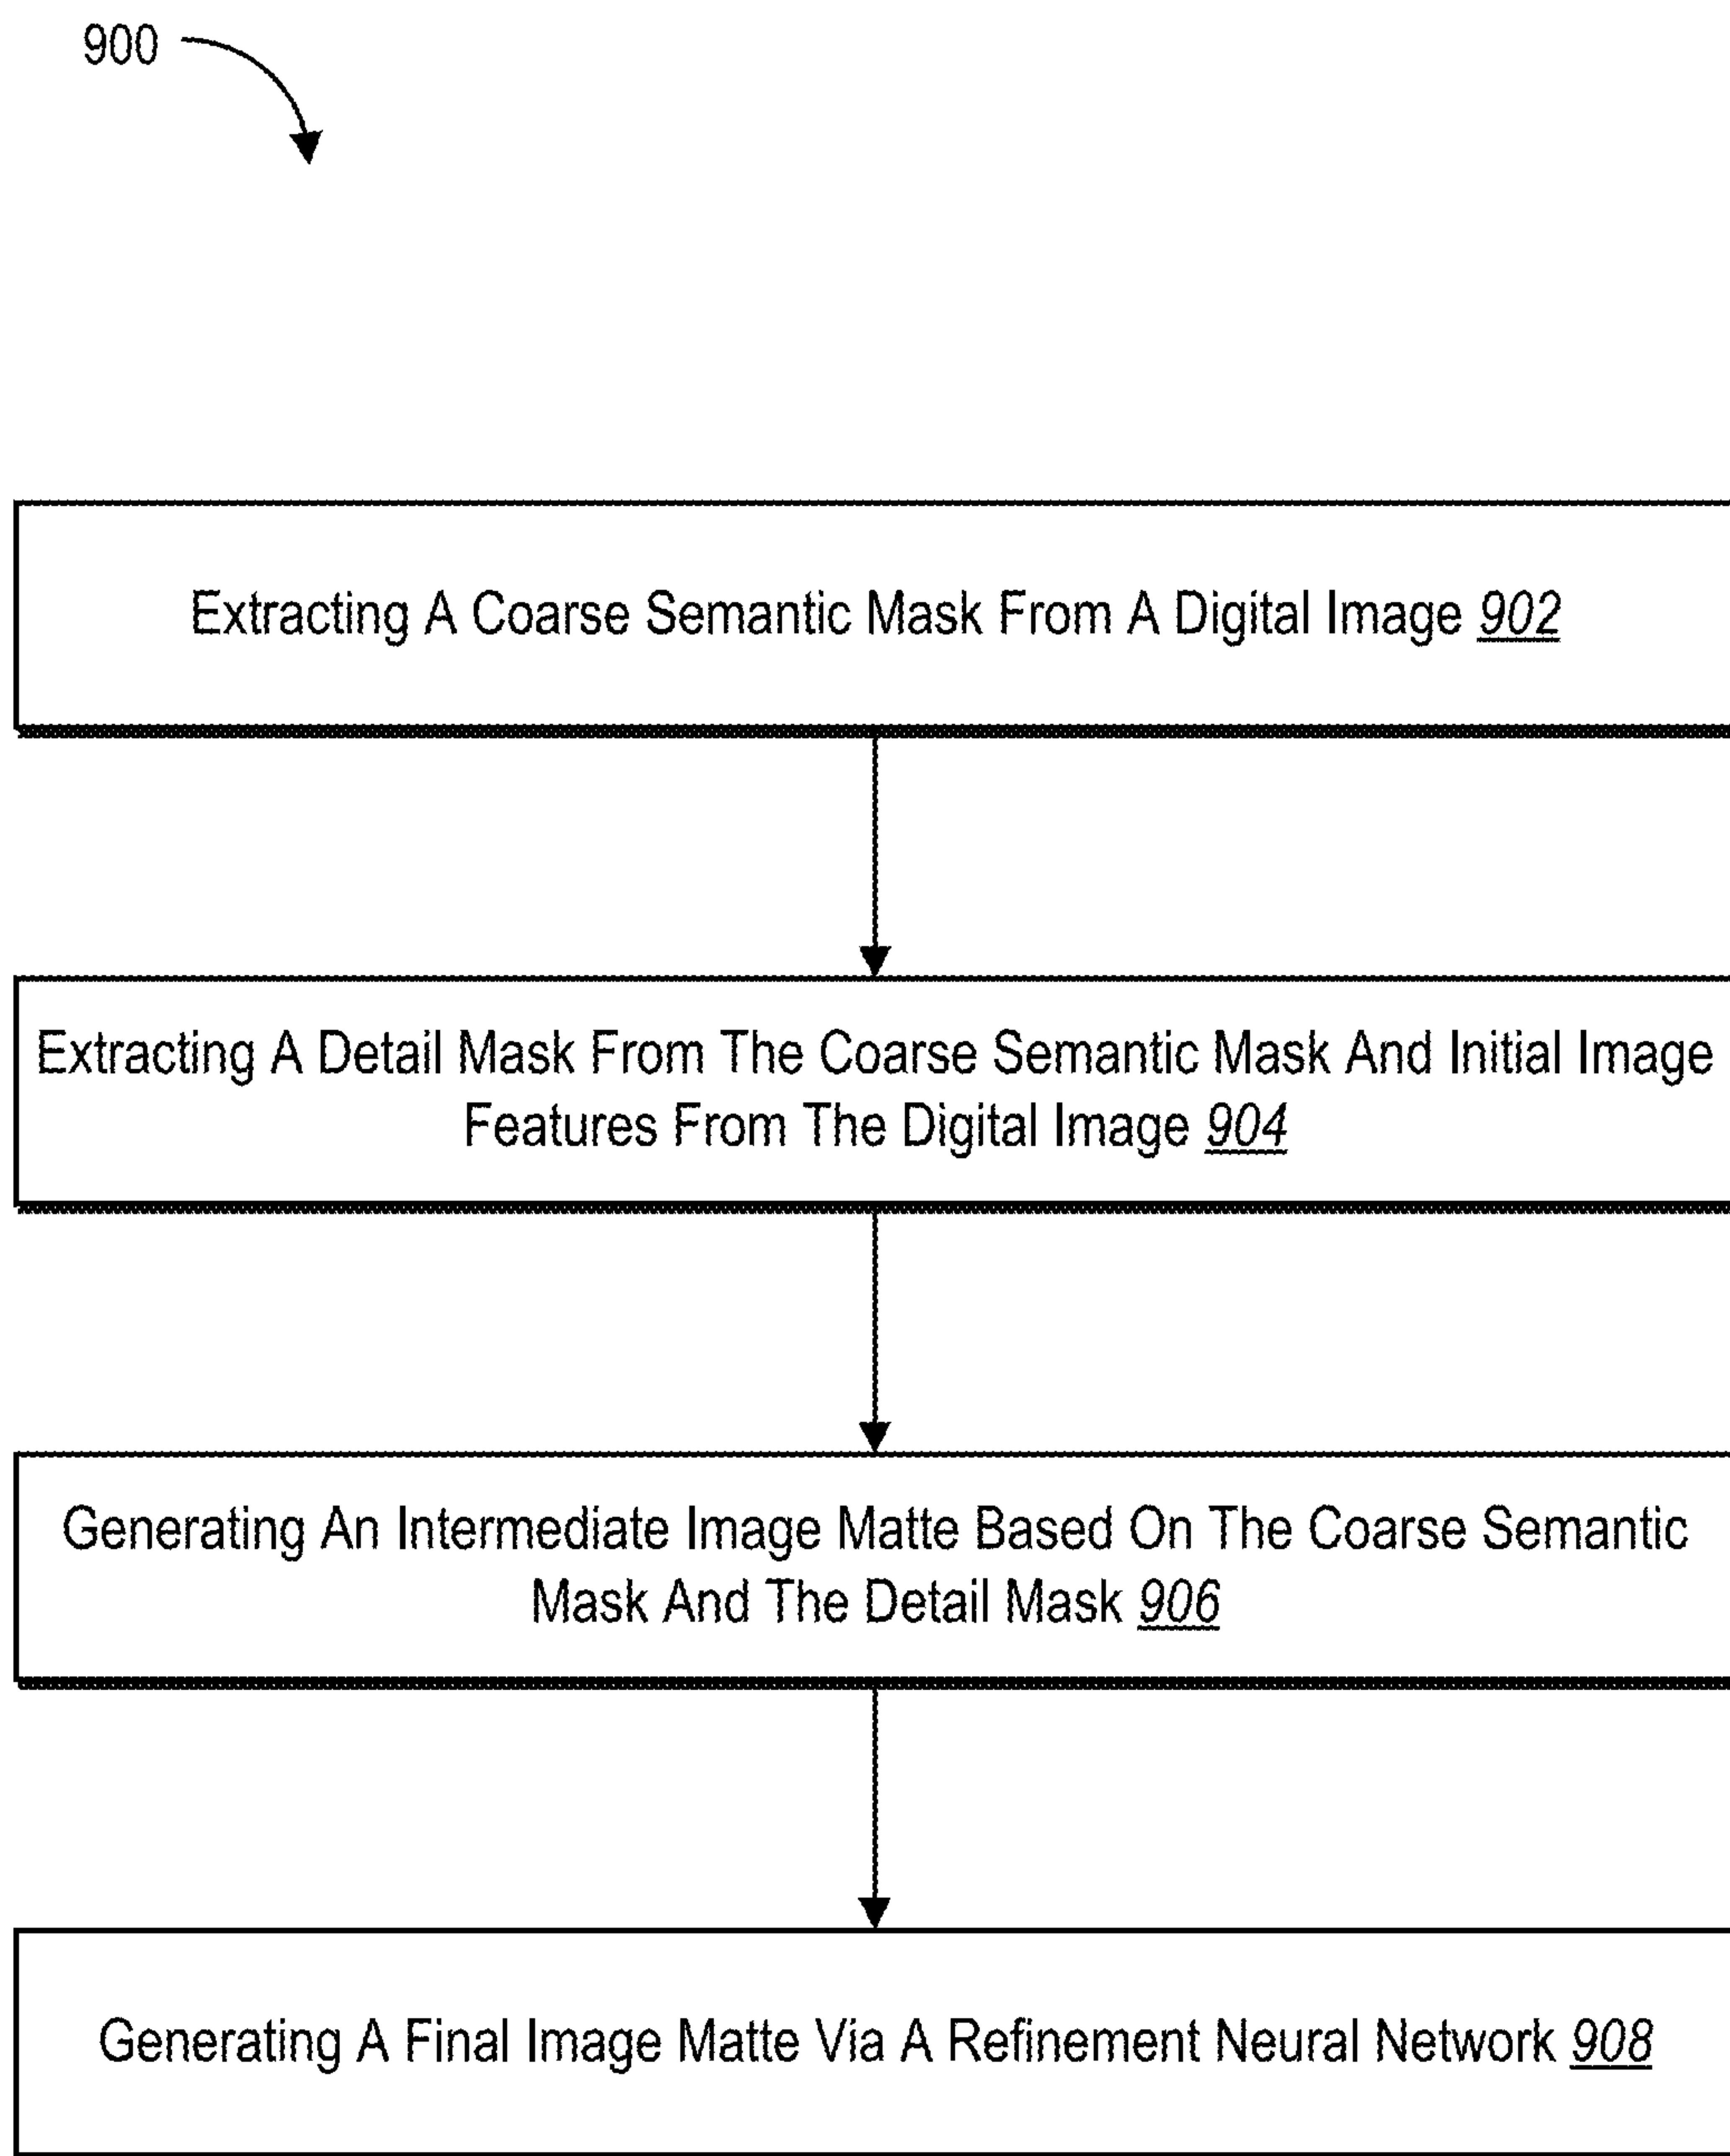 900
Extracting A Coarse Semantic Mask From A Digital Image 902
Extracting A Detail Mask From The Coarse Semantic Mask And Initial Image
Features From The Digital Image 904
Generating An Intermediate Image Matte Based On The Coarse Semantic
Mask And The Detail Mask 906
Generating A Final Image Matte Via A Refinement Neural Network 908